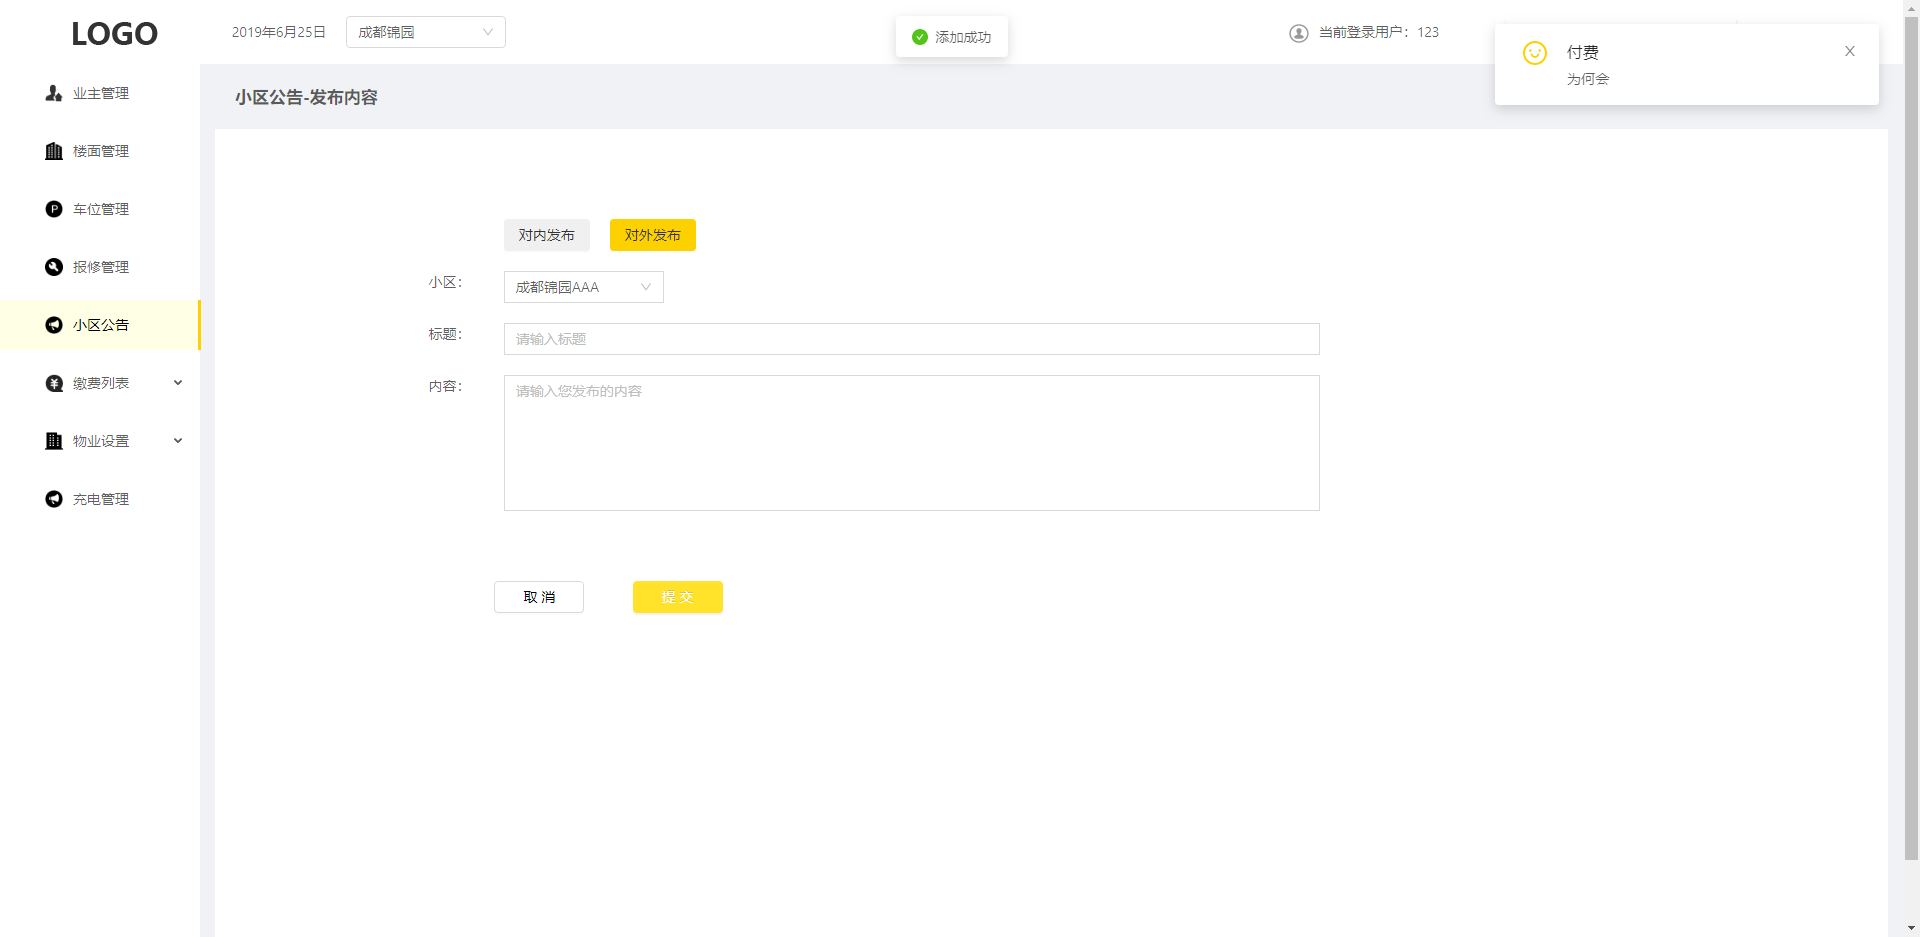 LOGO
2019年6月25日
成都锦园
添加成功
当前登录用户：123
付费
为何会
业主管理
楼面管理
车位管理
报修管理
小区公告
缴费列表
物业设置
充电管理
小区公告-发布内容
对内发布
对外发布
小区：
成都锦园AAA
标题：
请输入标题
内容：
请输入您发布的内容
取 消
提 交